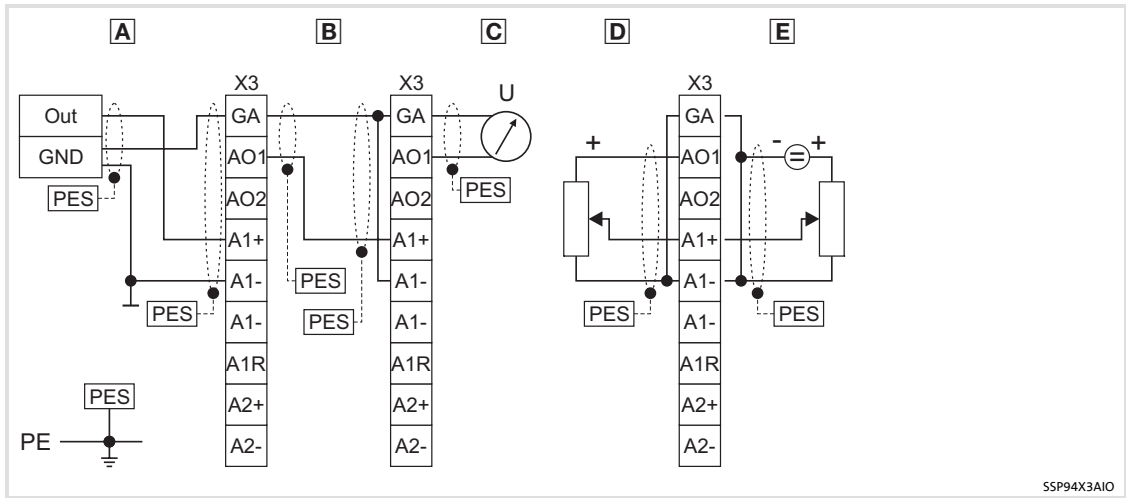 A B C D E
X3 X3 U X3
Out GA GA GA
+ - +
GND AO1 AO1 AO1
PES AO2 AO2 PES AO2
A1+ A1+ A1+
A1- PES A1- A1-
PES A1- PES A1- PES A1- PES
A1R A1R A1R
PES A2+ A2+ A2+
PE A2- A2- A2-
SSP94X3AIO